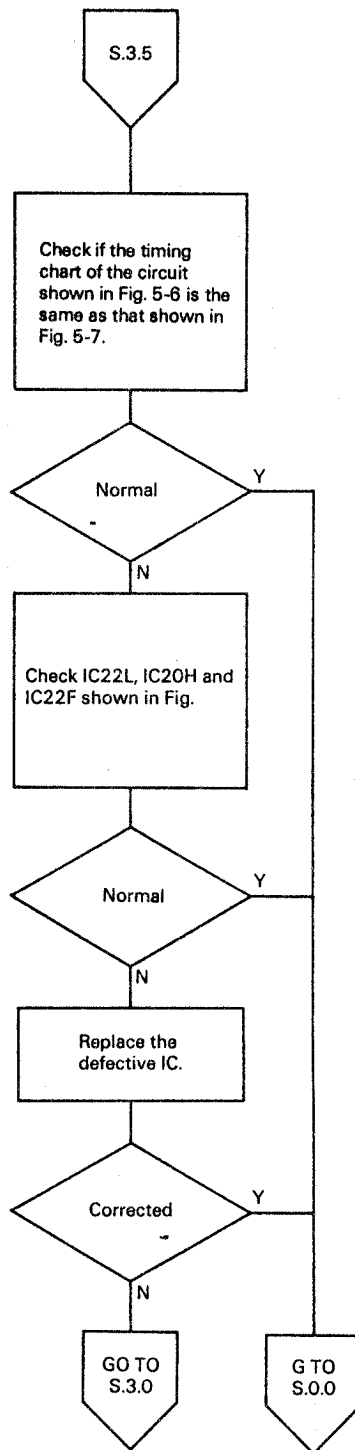 S.3.5
Check if the timing
chart of the circuit
shown in Fig. 5-6 is the
same as that shown in
Fig. 5-7.
Normal
Y
N
Check IC22L, IC20H and
IC22F shown in Fig.
Normal
Y
N
Replace the
defective IC.
Corrected
Y
N
GO TO
S.3.0
G TO
S.0.0